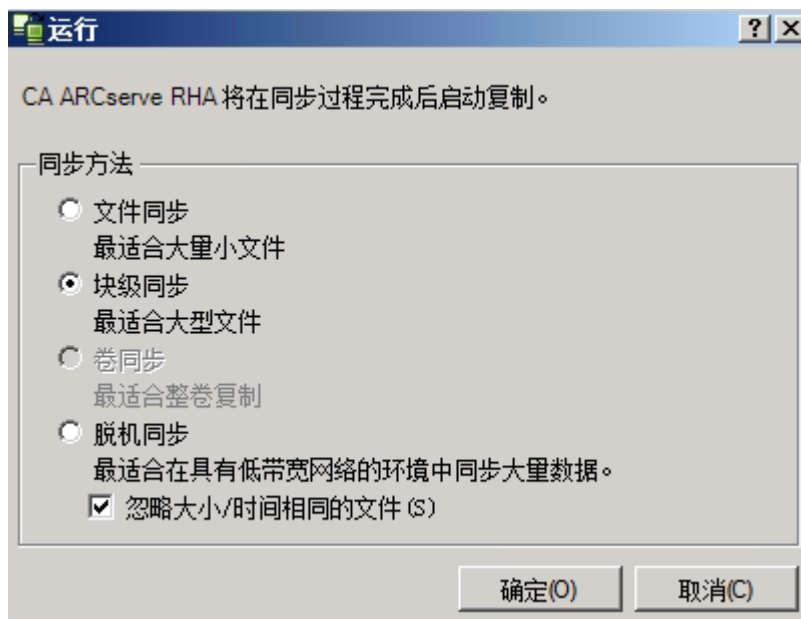 运行
CA ARCserve RHA 将在同步过程完成后启动复制。
同步方法
文件同步
最适合大量小文件
块级同步
最适合大型文件
卷同步
最适合整卷复制
脱机同步
最适合在具有低带宽网络的环境中同步大量数据。
忽略大小/时间相同的文件(S)
确定(O) 取消(C)